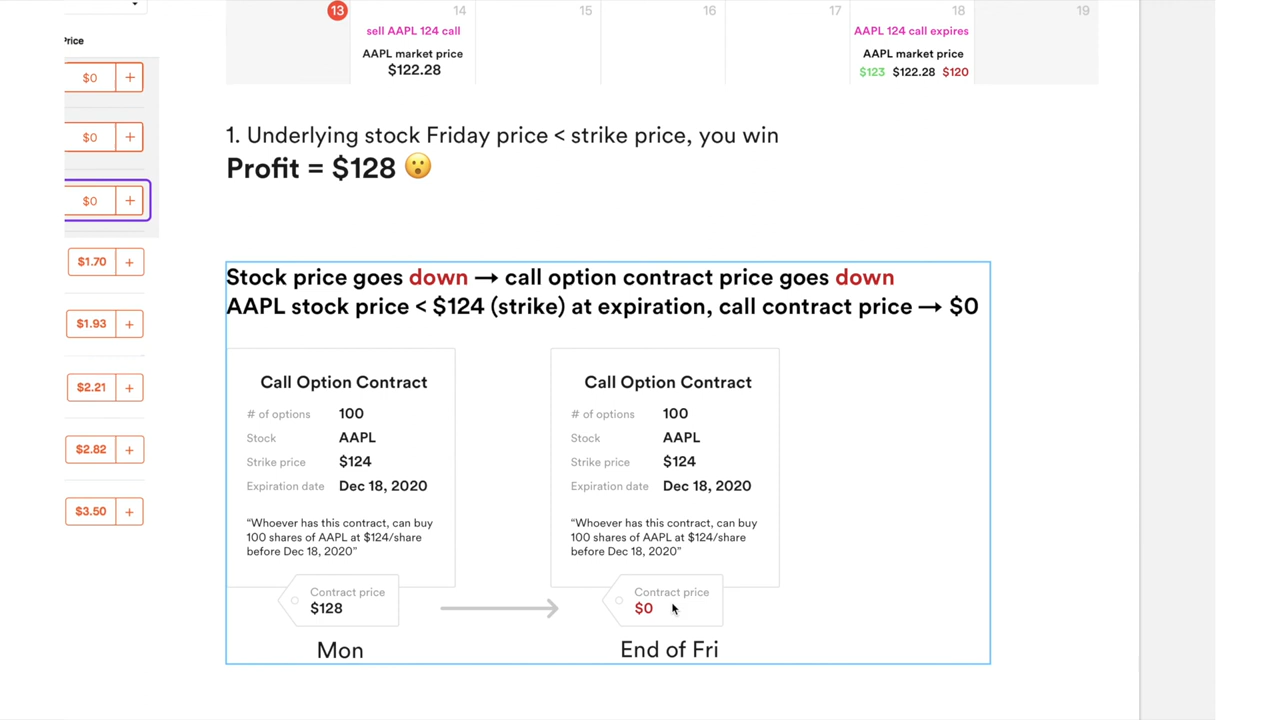 13
14
15
16
17
18
19
sell AAPL 124 call
AAPL 124 call expires
AAPL market price
$122.28
AAPL market price
$123 $122.28 $120
Price
$0 +
$0 +
$0 +
$1.70 +
$1.93 +
$2.21 +
$2.82 +
$3.50 +
1. Underlying stock Friday price < strike price, you win
Profit = $128 😮
Stock price goes down → call option contract price goes down
AAPL stock price < $124 (strike) at expiration, call contract price → $0
Call Option Contract
# of options 100
Stock AAPL
Strike price $124
Expiration date Dec 18, 2020
“Whoever has this contract, can buy
100 shares of AAPL at $124/share
before Dec 18, 2020”
Contract price
$128
Mon
Call Option Contract
# of options 100
Stock AAPL
Strike price $124
Expiration date Dec 18, 2020
“Whoever has this contract, can buy
100 shares of AAPL at $124/share
before Dec 18, 2020”
Contract price
$0
End of Fri